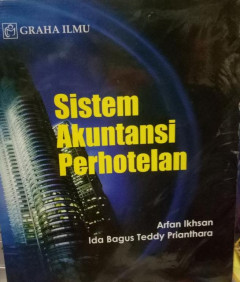 GRAHA ILMU
Sistem
Akuntansi
Perhotelan
Arfan Ikhsan
Ida Bagus Teddy Prianthara